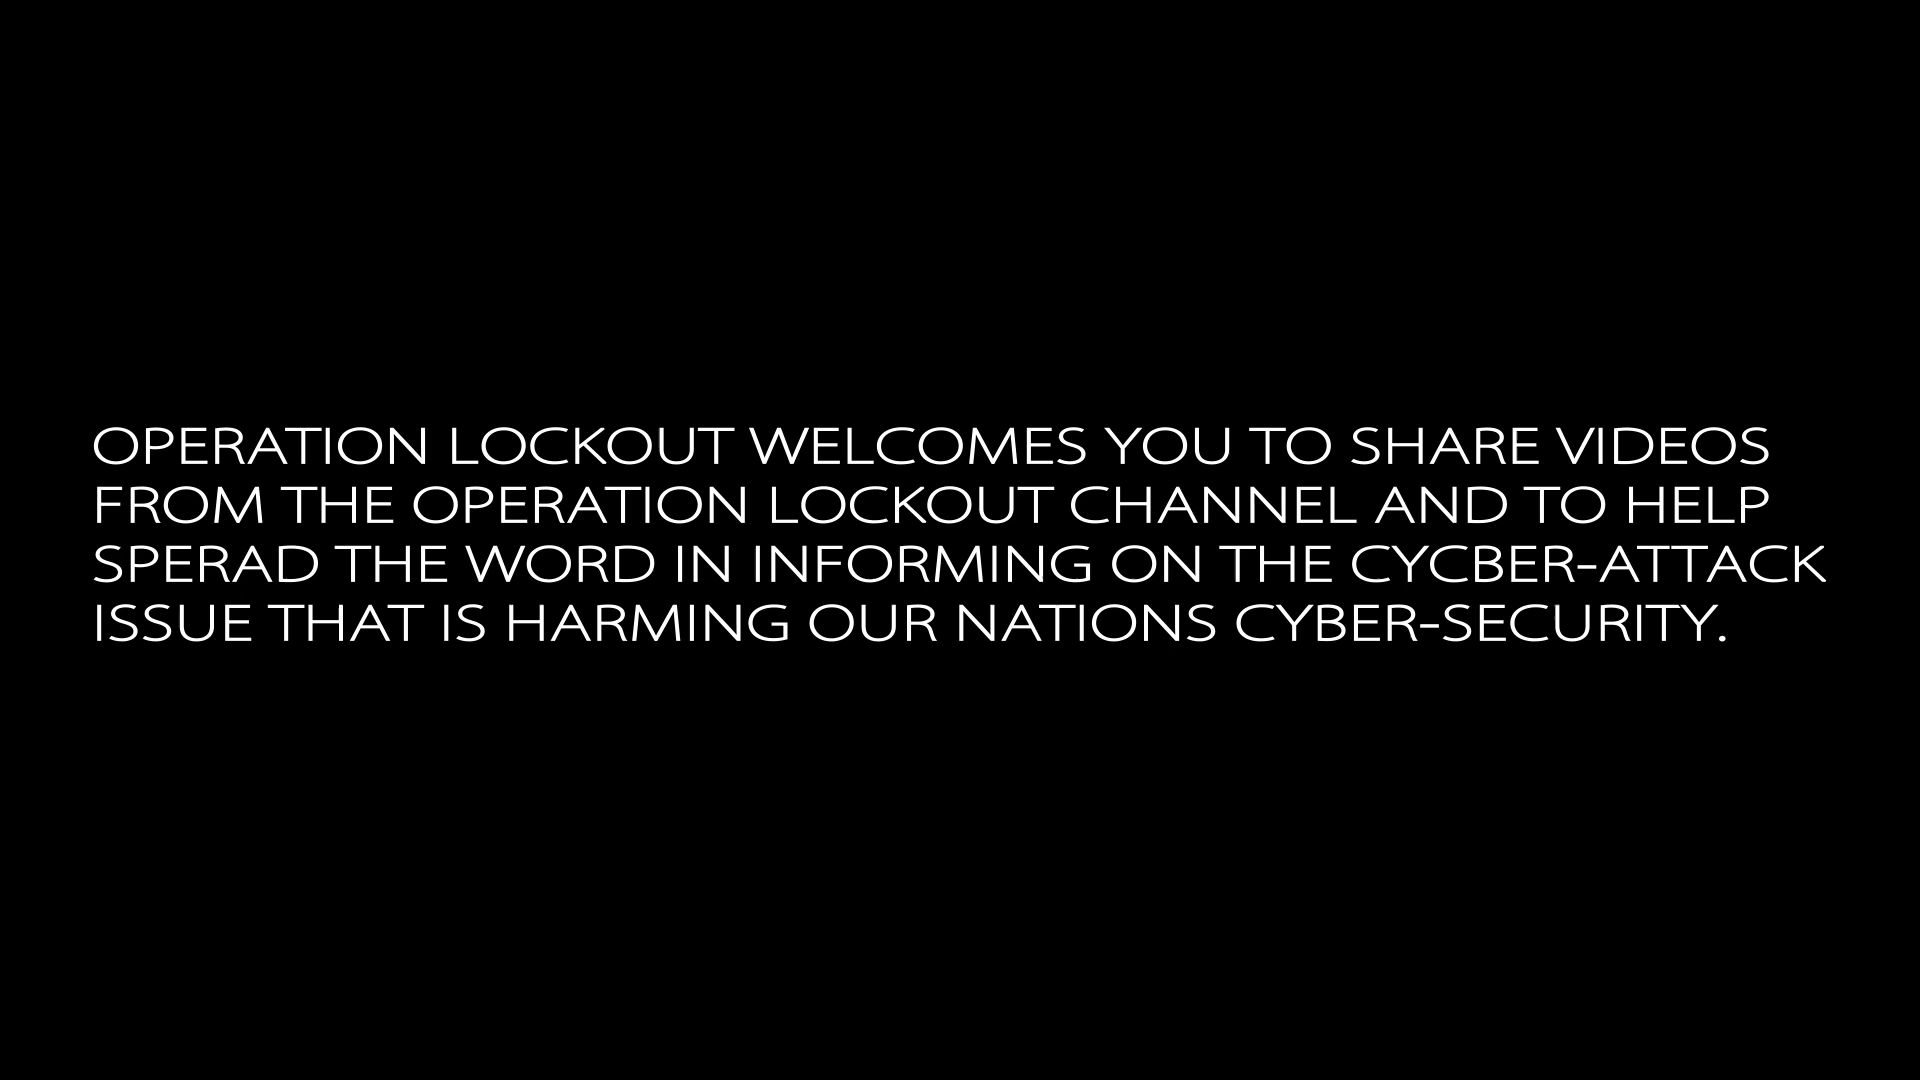 OPERATION LOCKOUT WELCOMES YOU TO SHARE VIDEOS
FROM THE OPERATION LOCKOUT CHANNEL AND TO HELP
SPERAD THE WORD IN INFORMING ON THE CYCBER-ATTACK
ISSUE THAT IS HARMING OUR NATIONS CYBER-SECURITY.